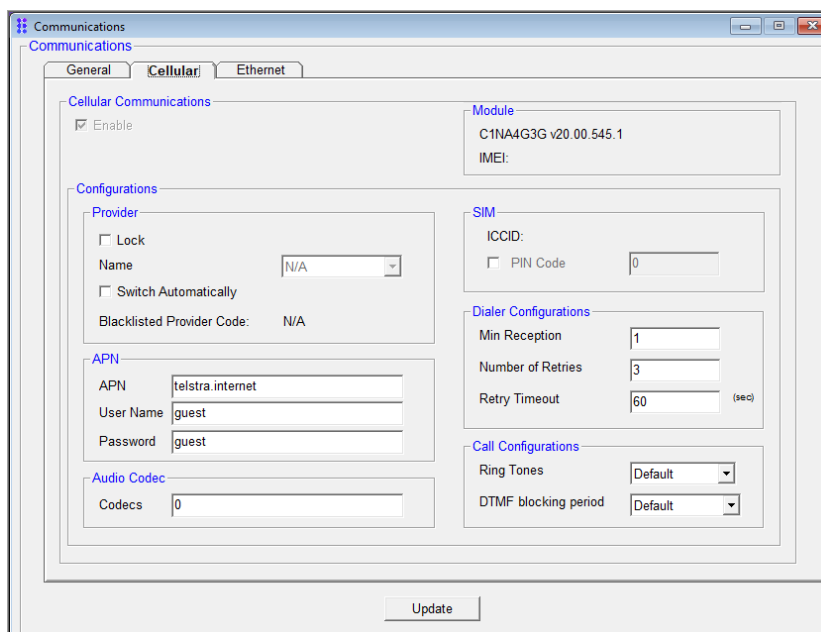 Communications
Communications
General Cellular Ethernet
Cellular Communications
Enable
Module
C1NA4G3G v20.00.545.1
IMEI:
Configurations
Provider
Lock
Name N/A
Switch Automatically
Blacklisted Provider Code: N/A
SIM
ICCID:
PIN Code 0
APN
APN telstra.internet
User Name guest
Password guest
Dialer Configurations
Min Reception 1
Number of Retries 3
Retry Timeout 60 (sec)
Audio Codec
Codecs 0
Call Configurations
Ring Tones Default
DTMF blocking period Default
Update